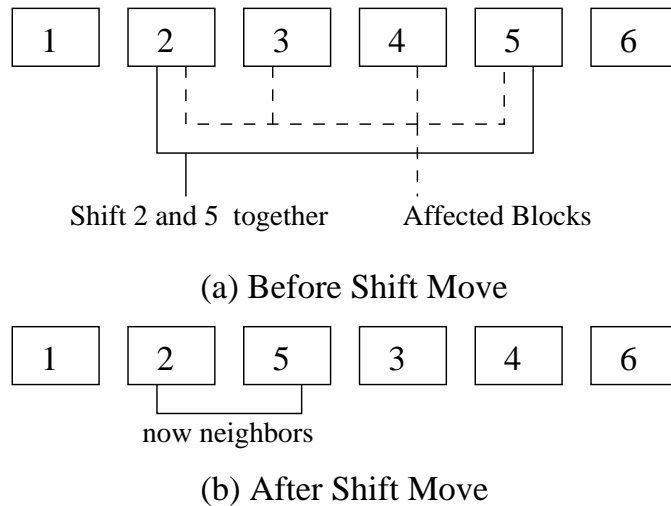 1 2 3 4 5 6
Shift 2 and 5 together Affected Blocks
(a) Before Shift Move
1 2 5 3 4 6
now neighbors
(b) After Shift Move